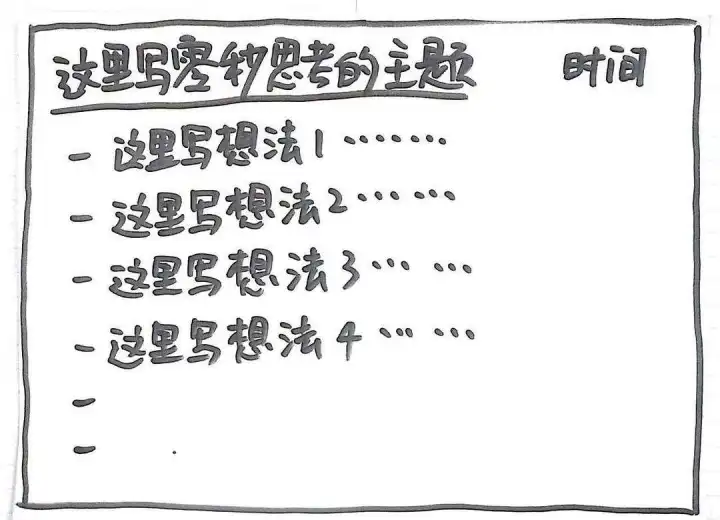 这里写零秒思考的主题 时间
- 这里写想法1 ……
- 这里写想法2 …… 
- 这里写想法3 … …
- 这里写想法4 … …
-
-